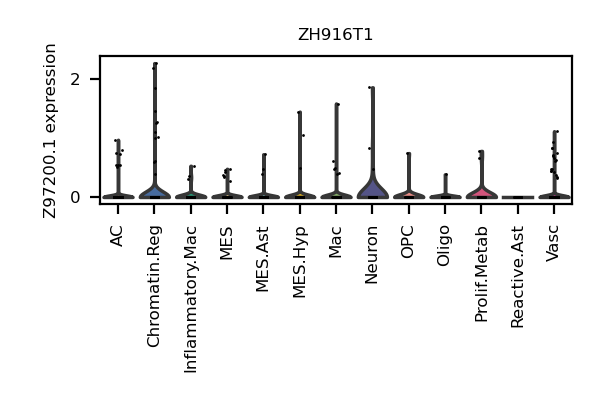 ZH916T1
Z97200.1 expression
2
0
AC
Chromatin.Reg
Inflammatory.Mac
MES
MES.Ast
MES.Hyp
Mac
Neuron
OPC
Oligo
Prolif.Metab
Reactive.Ast
Vasc